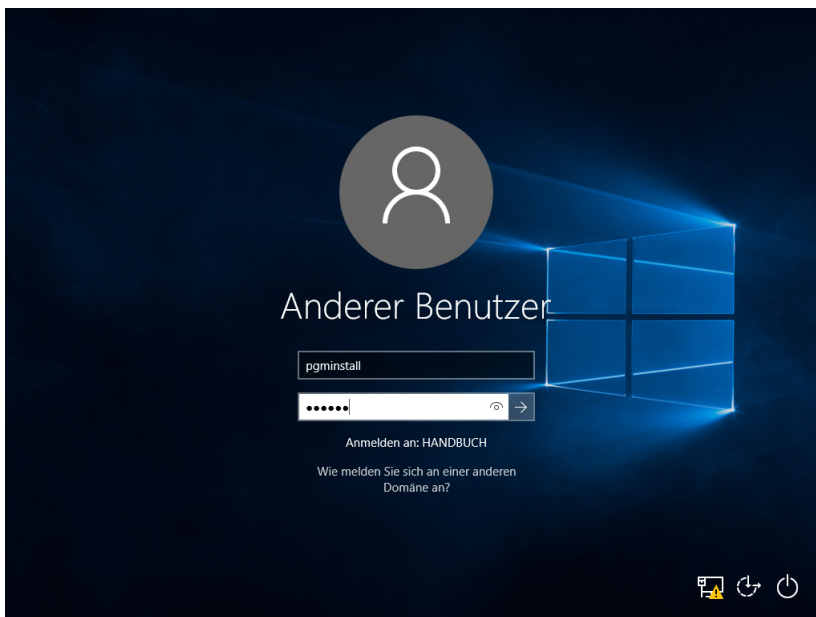 Anderer Benutzer
pgminstall
••••••
Anmelden an: HANDBUCH
Wie melden Sie sich an einer anderen
Domäne an?